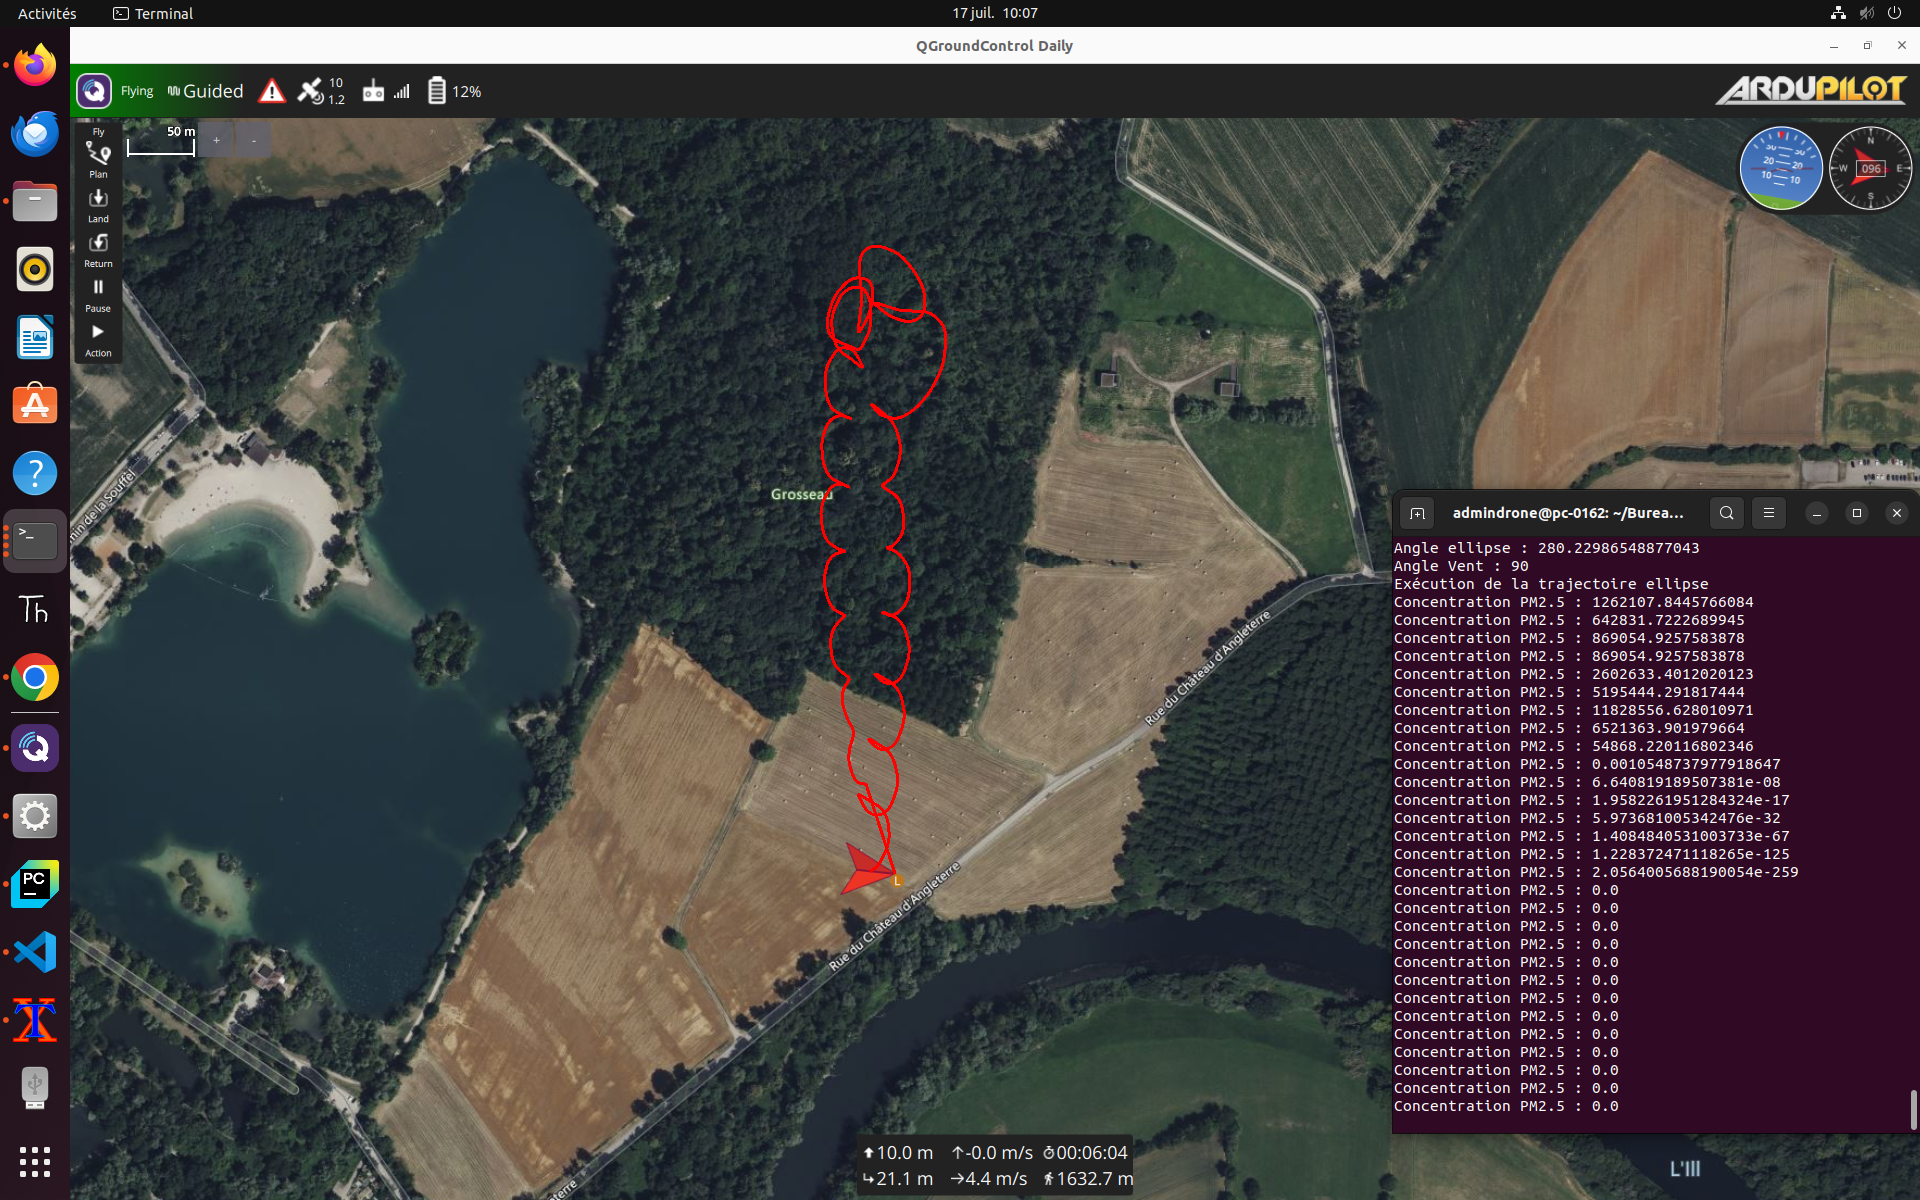 Activités
Terminal
17 juil. 10:07
QGroundControl Daily
Flying
Guided
10
1.2
12%
ARDUPILOT
Fly
Plan
Land
Return
Pause
Action
50 m
+
-
30
30
20
20
10
10
N
W
096
E
S
Grosseau
min de la Souffel
Rue du Château d'Angleterre
Rue du Château d'Angleterre
eterre
L'Ill
L
Th
PC
admindrone@pc-0162: ~/Burea...
Angle ellipse : 280.22986548877043
Angle Vent : 90
Exécution de la trajectoire ellipse
Concentration PM2.5 : 1262107.8445766084
Concentration PM2.5 : 642831.7222689945
Concentration PM2.5 : 869054.9257583878
Concentration PM2.5 : 869054.9257583878
Concentration PM2.5 : 2602633.4012020123
Concentration PM2.5 : 5195444.291817444
Concentration PM2.5 : 11828556.628010971
Concentration PM2.5 : 6521363.901979664
Concentration PM2.5 : 54868.220116802346
Concentration PM2.5 : 0.0010548737977918647
Concentration PM2.5 : 6.640819189507381e-08
Concentration PM2.5 : 1.9582261951284324e-17
Concentration PM2.5 : 5.973681005342476e-32
Concentration PM2.5 : 1.4084840531003733e-67
Concentration PM2.5 : 1.228372471118265e-125
Concentration PM2.5 : 2.0564005688190054e-259
Concentration PM2.5 : 0.0
Concentration PM2.5 : 0.0
Concentration PM2.5 : 0.0
Concentration PM2.5 : 0.0
Concentration PM2.5 : 0.0
Concentration PM2.5 : 0.0
Concentration PM2.5 : 0.0
Concentration PM2.5 : 0.0
Concentration PM2.5 : 0.0
Concentration PM2.5 : 0.0
Concentration PM2.5 : 0.0
Concentration PM2.5 : 0.0
Concentration PM2.5 : 0.0
10.0 m
-0.0 m/s
00:06:04
21.1 m
4.4 m/s
1632.7 m